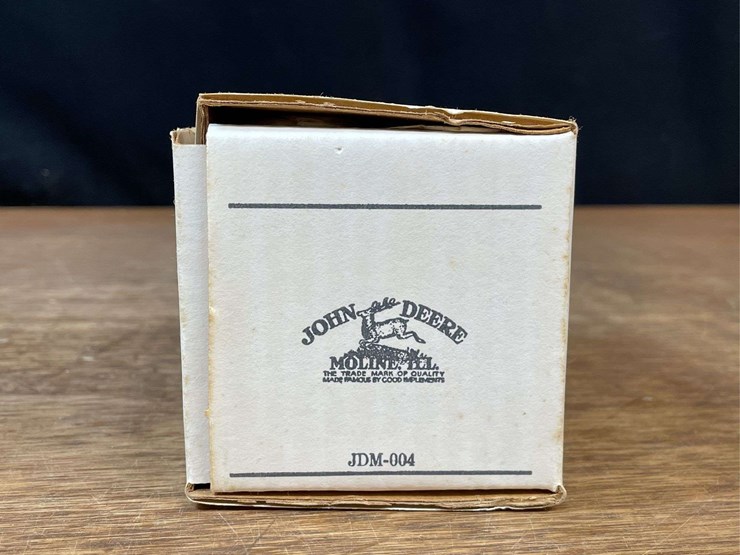 JOHN DEERE
MOLINE, ILL.
THE TRADE MARK OF QUALITY
MADE FAMOUS BY GOOD IMPLEMENTS
JDM-004